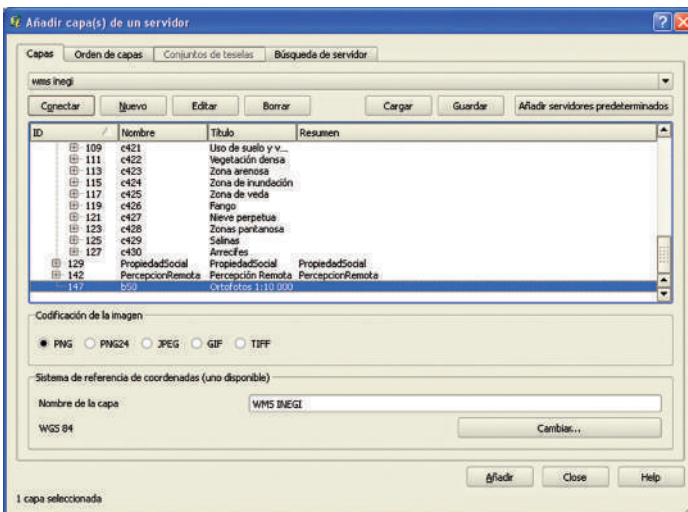 Añadir capa(s) de un servidor
Capas Orden de capas Conjuntos de teselas Búsqueda de servidor
wms inegi
Conectar Nuevo Editar Borrar Cargar Guardar Añadir servidores predeterminados
ID Nombre Título Resumen
109 c421 Uso de suelo y v...
111 c422 Vegetación densa
113 c423 Zona arenosa
115 c424 Zona de inundación
117 c425 Zona de veda
119 c426 Fango
121 c427 Nieve perpetua
123 c428 Zonas pantanosa
125 c429 Salinas
127 c430 Arrecifes
129 PropiedadSocial PropiedadSocial PropiedadSocial
142 PercepcionRemota Percepción Remota PercepcionRemota
147 b50 Ortofotos 1:10 000
Codificación de la imagen
PNG PNG24 JPEG GIF TIFF
Sistema de referencia de coordenadas (uno disponible)
Nombre de la capa WMS INEGI
WGS 84 Cambiar...
Añadir Close Help
1 capa seleccionada